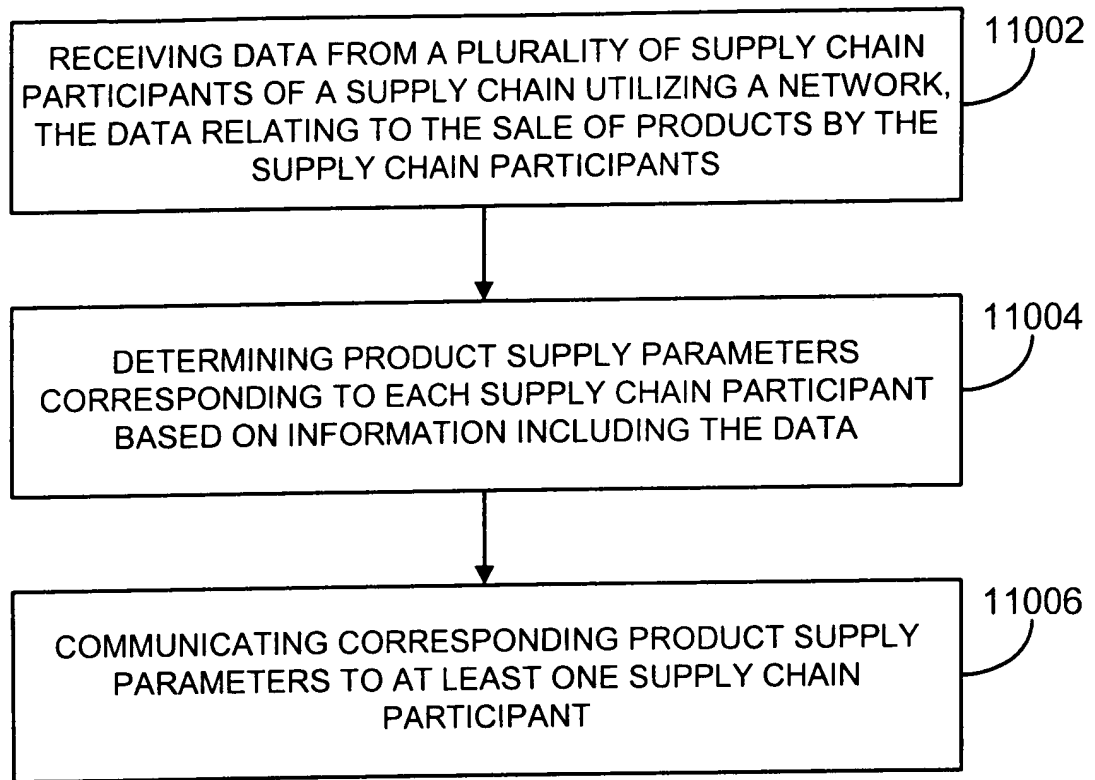 RECEIVING DATA FROM A PLURALITY OF SUPPLY CHAIN
PARTICIPANTS OF A SUPPLY CHAIN UTILIZING A NETWORK,
THE DATA RELATING TO THE SALE OF PRODUCTS BY THE
SUPPLY CHAIN PARTICIPANTS
11002
DETERMINING PRODUCT SUPPLY PARAMETERS
CORRESPONDING TO EACH SUPPLY CHAIN PARTICIPANT
BASED ON INFORMATION INCLUDING THE DATA
11004
COMMUNICATING CORRESPONDING PRODUCT SUPPLY
PARAMETERS TO AT LEAST ONE SUPPLY CHAIN
PARTICIPANT
11006